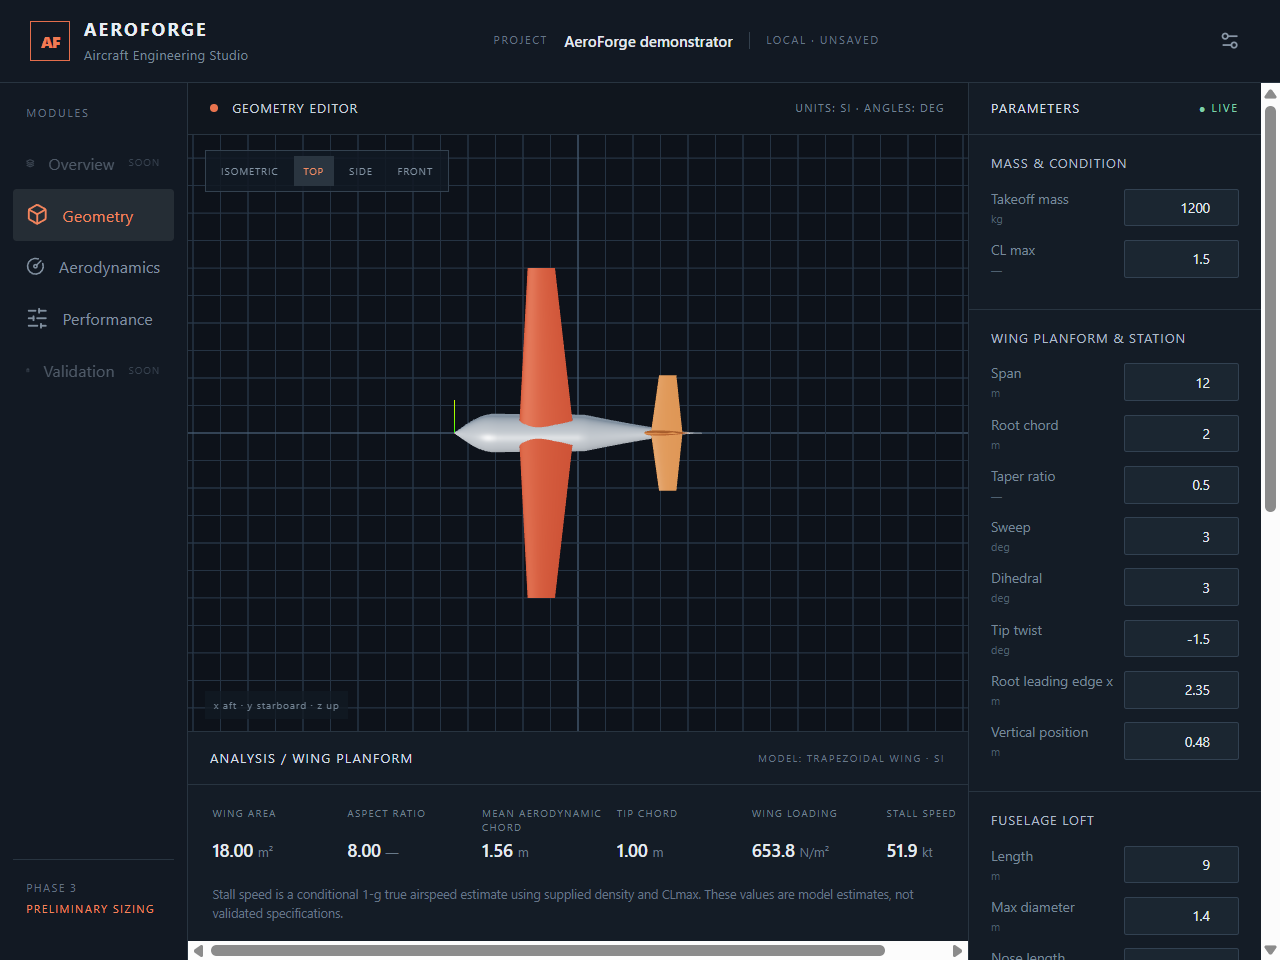 AF
AEROFORGE
Aircraft Engineering Studio
PROJECT AeroForge demonstrator LOCAL · UNSAVED
MODULES
Overview SOON
Geometry
Aerodynamics
Performance
Validation SOON
PHASE 3
PRELIMINARY SIZING
GEOMETRY EDITOR
UNITS: SI · ANGLES: DEG
ISOMETRIC TOP SIDE FRONT
x aft · y starboard · z up
ANALYSIS / WING PLANFORM
MODEL: TRAPEZOIDAL WING · SI
WING AREA
18.00 m²
ASPECT RATIO
8.00 —
MEAN AERODYNAMIC
CHORD
1.56 m
TIP CHORD
1.00 m
WING LOADING
653.8 N/m²
STALL SPEED
51.9 kt
Stall speed is a conditional 1-g true airspeed estimate using supplied density and CLmax. These values are model estimates, not
validated specifications.
PARAMETERS
LIVE
MASS & CONDITION
Takeoff mass
kg
1200
CL max
—
1.5
WING PLANFORM & STATION
Span
m
12
Root chord
m
2
Taper ratio
—
0.5
Sweep
deg
3
Dihedral
deg
3
Tip twist
deg
-1.5
Root leading edge x
m
2.35
Vertical position
m
0.48
FUSELAGE LOFT
Length
m
9
Max diameter
m
1.4
Nose length